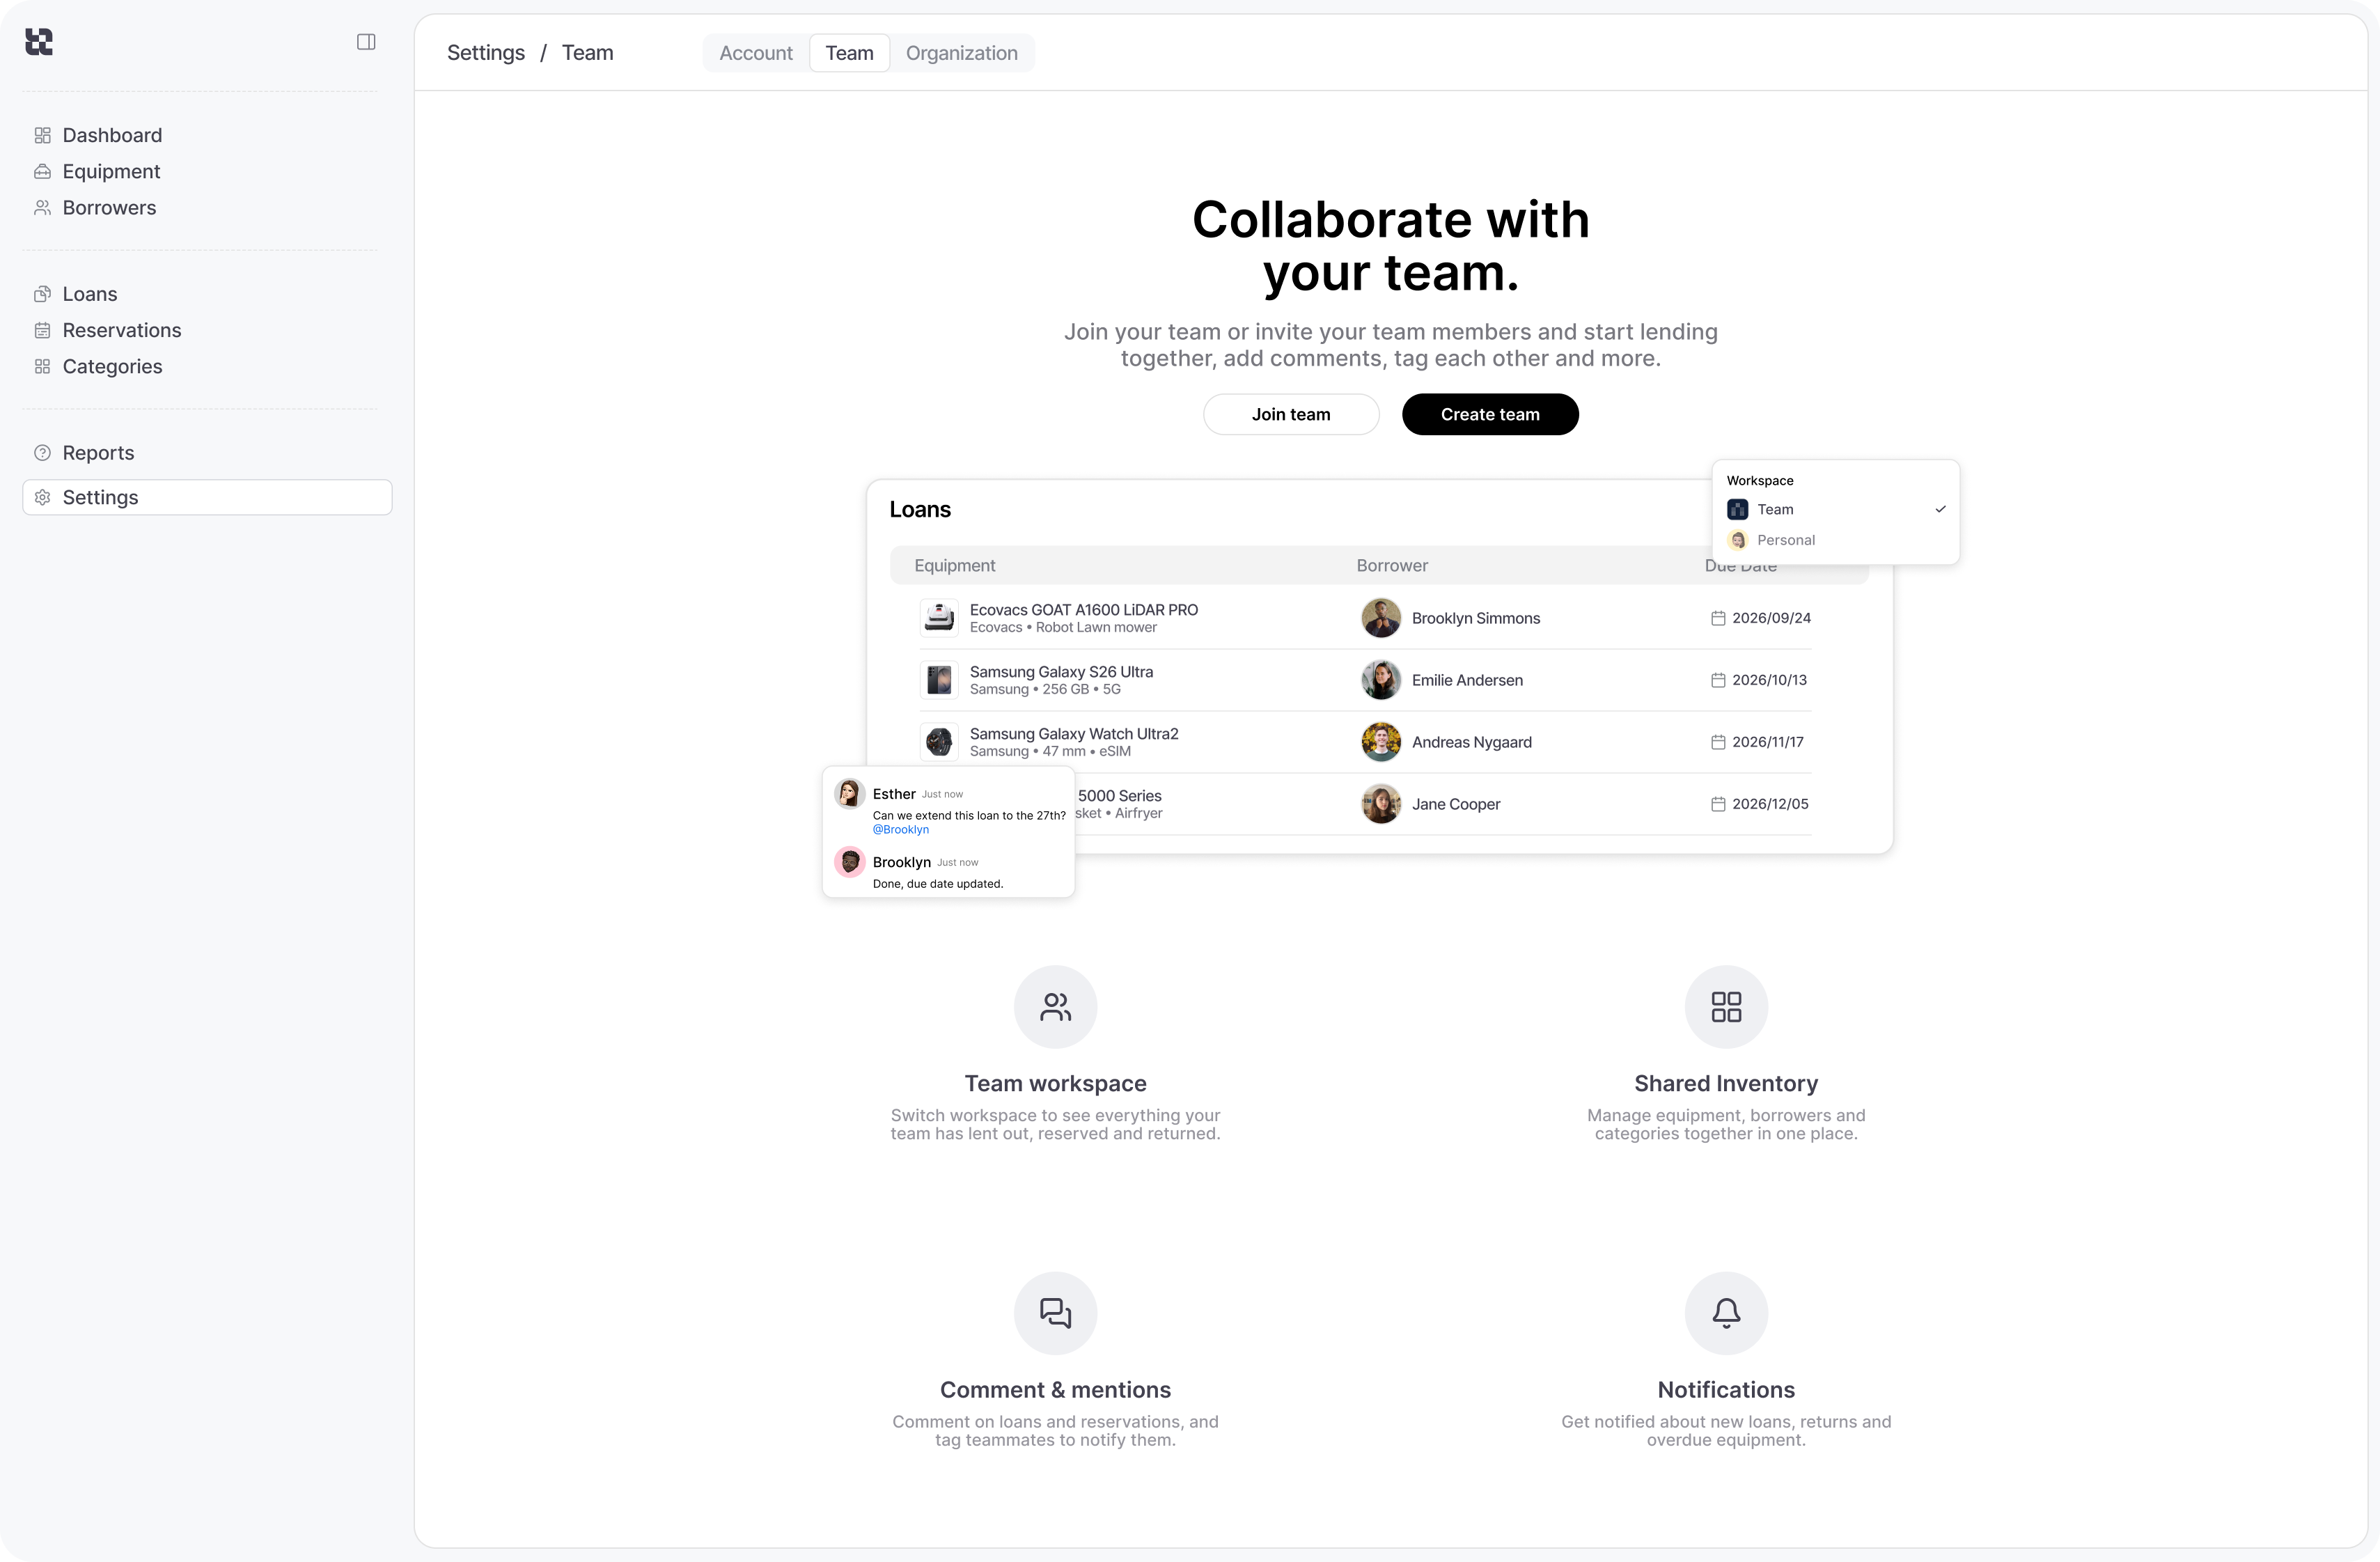 Settings / Team
Account
Team
Organization
Dashboard
Equipment
Borrowers
Loans
Reservations
Categories
Reports
Settings
Collaborate with
your team.
Join your team or invite your team members and start lending
together, add comments, tag each other and more.
Join team
Create team
Workspace
Team
Personal
Loans
Equipment
Borrower
Due Date
Ecovacs GOAT A1600 LiDAR PRO
Ecovacs • Robot Lawn mower
Brooklyn Simmons
2026/09/24
Samsung Galaxy S26 Ultra
Samsung • 256 GB • 5G
Emilie Andersen
2026/10/13
Samsung Galaxy Watch Ultra2
Samsung • 47 mm • eSIM
Andreas Nygaard
2026/11/17
5000 Series
sket • Airfryer
Jane Cooper
2026/12/05
Esther Just now
Can we extend this loan to the 27th?
@Brooklyn
Brooklyn Just now
Done, due date updated.
Team workspace
Switch workspace to see everything your
team has lent out, reserved and returned.
Shared Inventory
Manage equipment, borrowers and
categories together in one place.
Comment & mentions
Comment on loans and reservations, and
tag teammates to notify them.
Notifications
Get notified about new loans, returns and
overdue equipment.